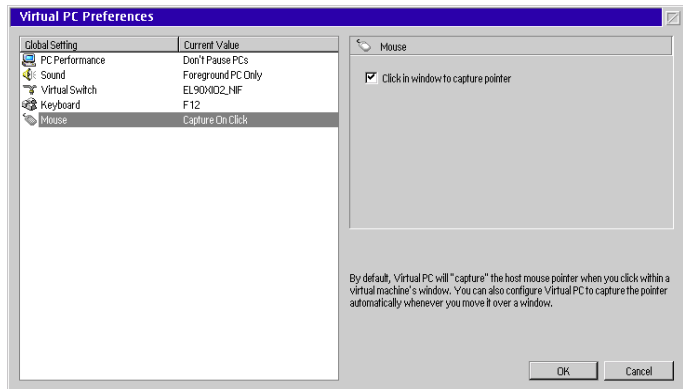 Virtual PC Preferences
Global Setting Current Value
PC Performance Don't Pause PCs
Sound Foreground PC Only
Virtual Switch EL90XIO2_NIF
Keyboard F12
Mouse Capture On Click
Mouse
Click in window to capture pointer
By default, Virtual PC will "capture" the host mouse pointer when you click within a
virtual machine's window. You can also configure Virtual PC to capture the pointer
automatically whenever you move it over a window.
OK Cancel